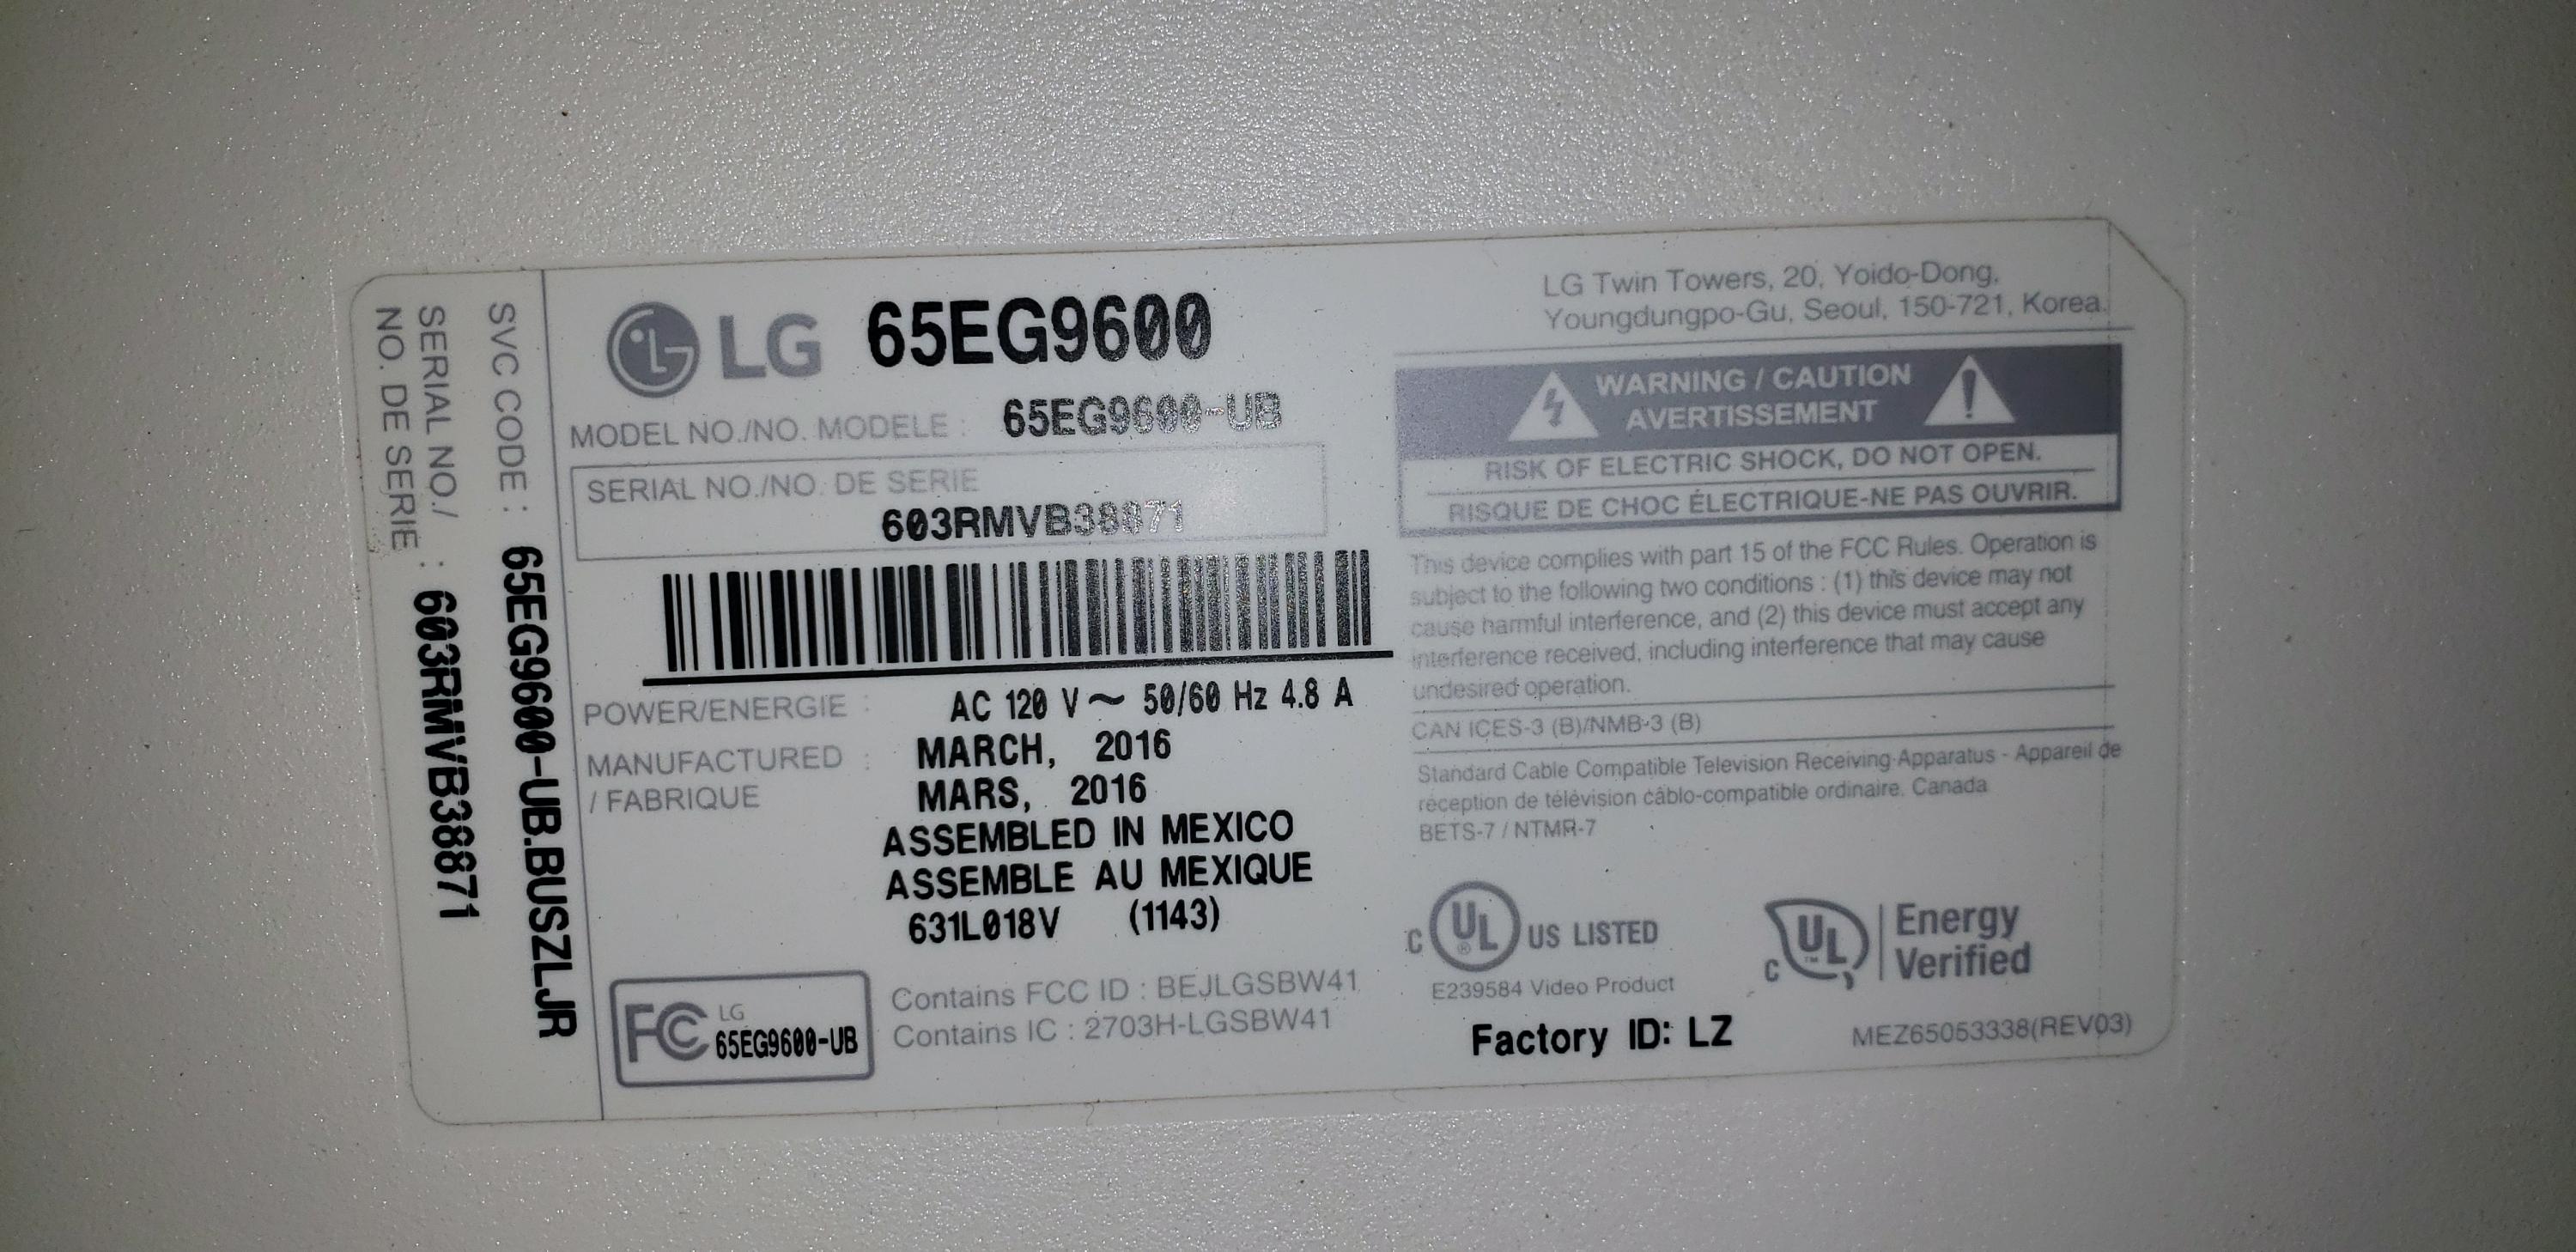 SERIAL NO./
NO. DE SERIE : 603RMVB38871
SVC CODE : 65EG9600-UB.BUSZLJR
LG 65EG9600
MODEL NO./NO. MODELE : 65EG9600-UB
SERIAL NO./NO. DE SERIE
603RMVB38871
POWER/ENERGIE : AC 120 V ~ 50/60 Hz 4.8 A
MANUFACTURED : MARCH, 2016
/ FABRIQUE MARS, 2016
ASSEMBLED IN MEXICO
ASSEMBLE AU MEXIQUE
631L018V (1143)
FC LG
65EG9600-UB
Contains FCC ID : BEJLGSBW41
Contains IC : 2703H-LGSBW41
LG Twin Towers, 20, Yoido-Dong,
Youngdungpo-Gu, Seoul, 150-721, Korea.
WARNING / CAUTION
AVERTISSEMENT
RISK OF ELECTRIC SHOCK, DO NOT OPEN.
RISQUE DE CHOC ÉLECTRIQUE-NE PAS OUVRIR.
This device complies with part 15 of the FCC Rules. Operation is
subject to the following two conditions : (1) this device may not
cause harmful interference, and (2) this device must accept any
interference received, including interference that may cause
undesired operation.
CAN ICES-3 (B)/NMB-3 (B)
Standard Cable Compatible Television Receiving Apparatus - Appareil de
réception de télévision câblo-compatible ordinaire, Canada
BETS-7 / NTMR-7
C UL ® US LISTED
E239584 Video Product
C UL ™ Energy
Verified
Factory ID: LZ
MEZ65053338(REV03)